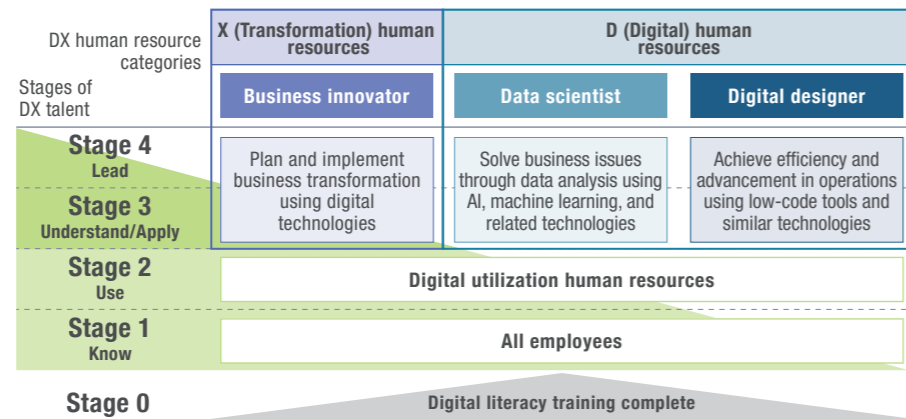 DX human resource
categories
X (Transformation) human
resources
D (Digital) human
resources
Stages of
DX talent
Business innovator
Data scientist
Digital designer
Stage 4
Lead
Plan and implement
business transformation
using digital
technologies
Solve business issues
through data analysis using
AI, machine learning, and
related technologies
Achieve efficiency and
advancement in operations
using low-code tools and
similar technologies
Stage 3
Understand/Apply
Stage 2
Use
Digital utilization human resources
Stage 1
Know
All employees
Stage 0
Digital literacy training complete